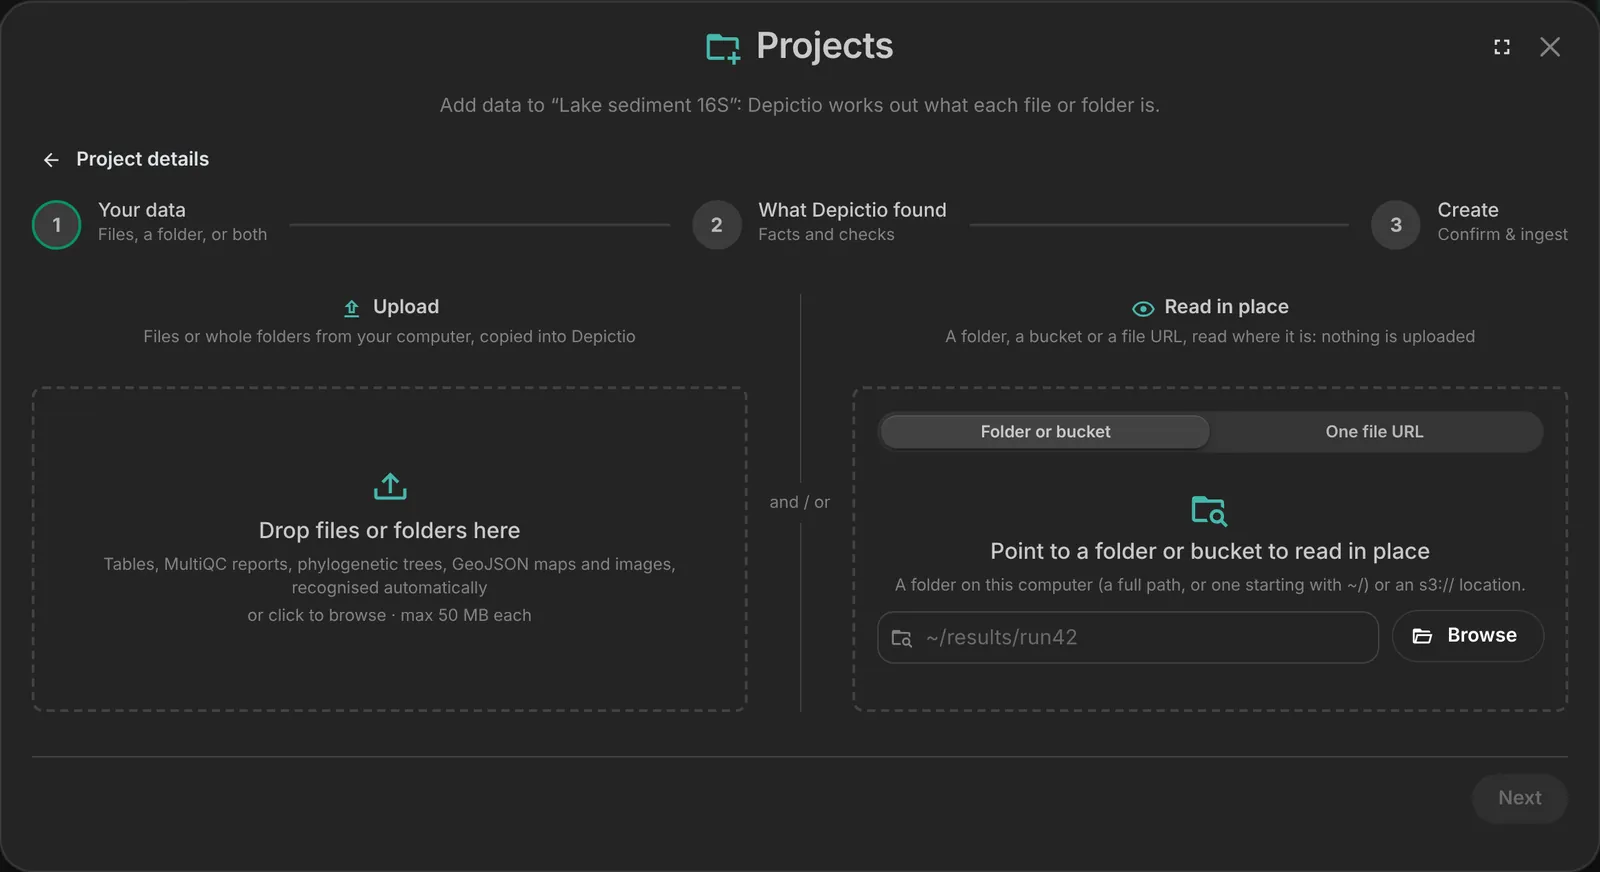 Projects
Add data to “Lake sediment 16S”: Depictio works out what each file or folder is.
Project details
1
Your data
Files, a folder, or both
2
What Depictio found
Facts and checks
3
Create
Confirm & ingest
Upload
Files or whole folders from your computer, copied into Depictio
Drop files or folders here
Tables, MultiQC reports, phylogenetic trees, GeoJSON maps and images,
recognised automatically
or click to browse · max 50 MB each
and / or
Read in place
A folder, a bucket or a file URL, read where it is: nothing is uploaded
Folder or bucket
One file URL
Point to a folder or bucket to read in place
A folder on this computer (a full path, or one starting with ~/) or an s3:// location.
~/results/run42
Browse
Next